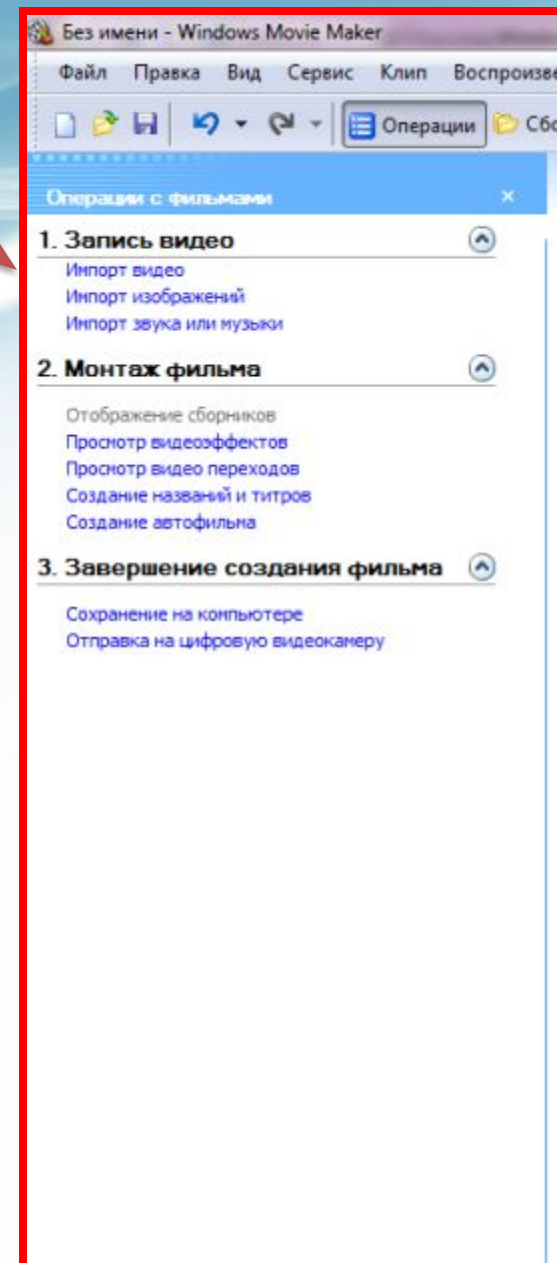 Без имени - Windows Movie Maker
Файл Правка Вид Сервис Клип
Операции
Операции с фильмами
1. Запись видео
Импорт видео
Импорт изображений
Импорт звука или музыки
2. Монтаж фильма
Отображение сборников
Просмотр видеоэффектов
Просмотр видео переходов
Создание названий и титров
Создание автофильма
3. Завершение создания фильма
Сохранение на компьютере
Отправка на цифровую видеокамеру